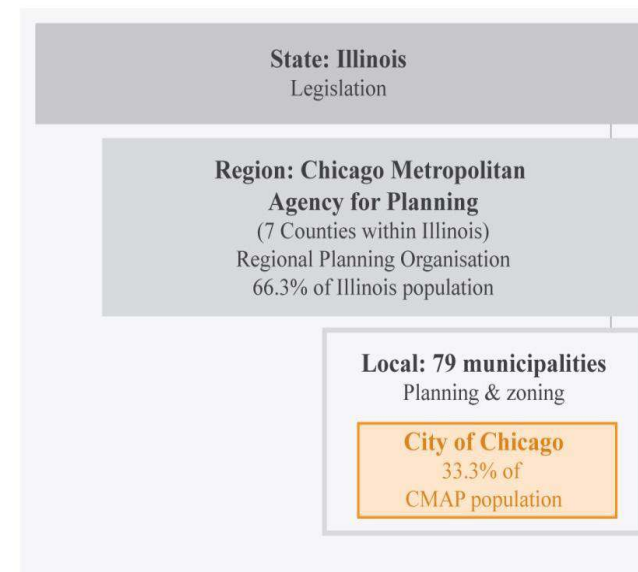 State: Illinois
Legislation
Region: Chicago Metropolitan
Agency for Planning
(7 Counties within Illinois)
Regional Planning Organisation
66.3% of Illinois population
Local: 79 municipalities
Planning & zoning
City of Chicago
33.3% of
CMAP population